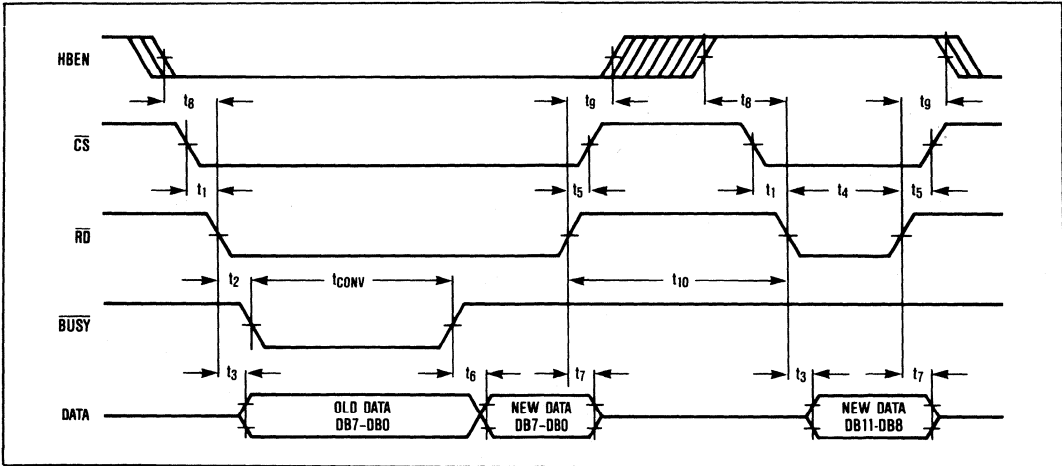 HBEN
t8 t9 t8 t9
CS
t1 t5 t1 t4 t5
RD
t2 tCONV t10
BUSY
t3 t6 t7 t3 t7
DATA
OLD DATA
DB7-DB0
NEW DATA
DB7-DB0
NEW DATA
DB11-DB8